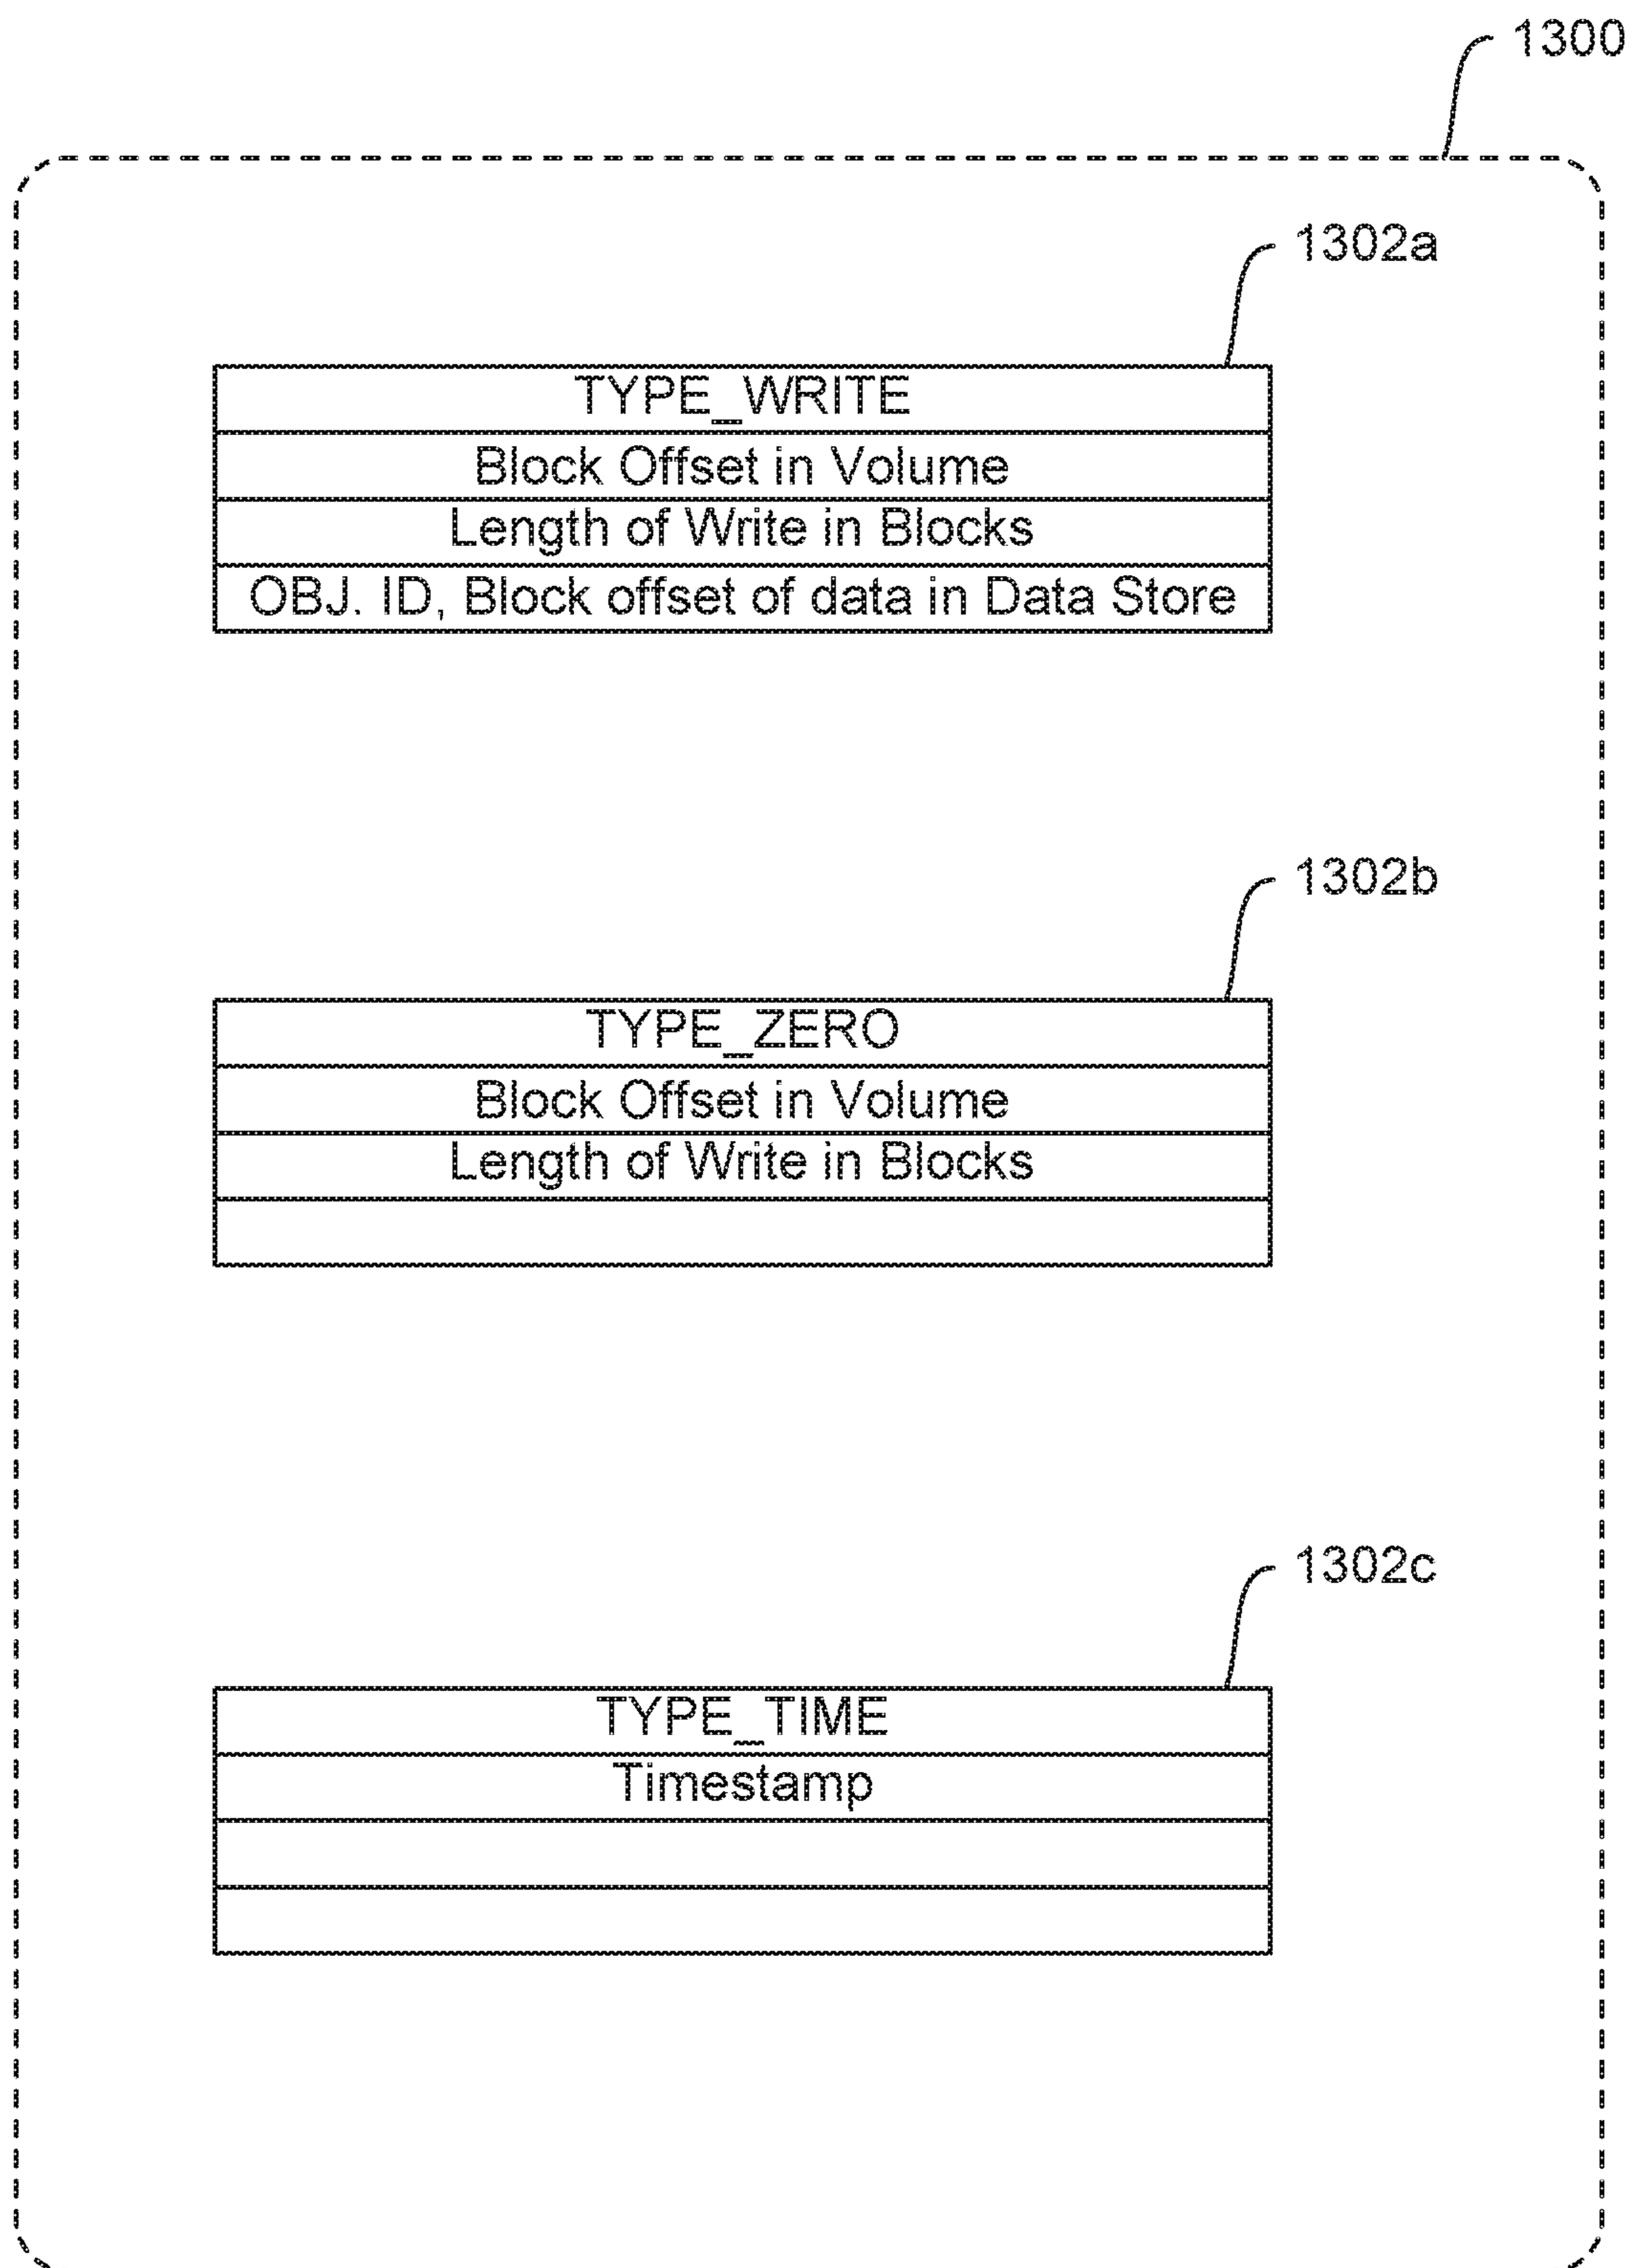 1300
1302a
TYPE_WRITE
Block Offset in Volume
Length of Write in Blocks
OBJ. ID, Block offset of data in Data Store
1302b
TYPE_ZERO
Block Offset in Volume
Length of Write in Blocks
1302c
TYPE_TIME
Timestamp